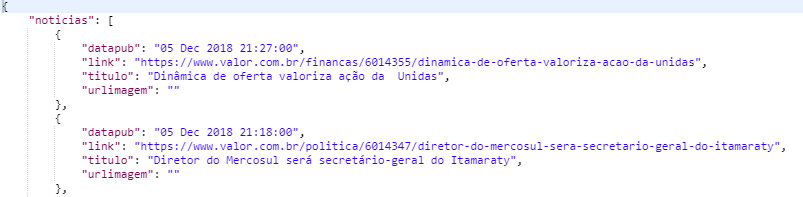 {
"noticias": [
{
"datapub": "05 Dec 2018 21:27:00",
"link": "https://www.valor.com.br/financas/6014355/dinamica-de-oferta-valoriza-acao-da-unidas",
"titulo": "Dinâmica de oferta valoriza ação da  Unidas",
"urlimagem": ""
},
{
"datapub": "05 Dec 2018 21:18:00",
"link": "https://www.valor.com.br/politica/6014347/diretor-do-mercosul-sera-secretario-geral-do-itamaraty",
"titulo": "Diretor do Mercosul será secretário-geral do Itamaraty",
"urlimagem": ""
},